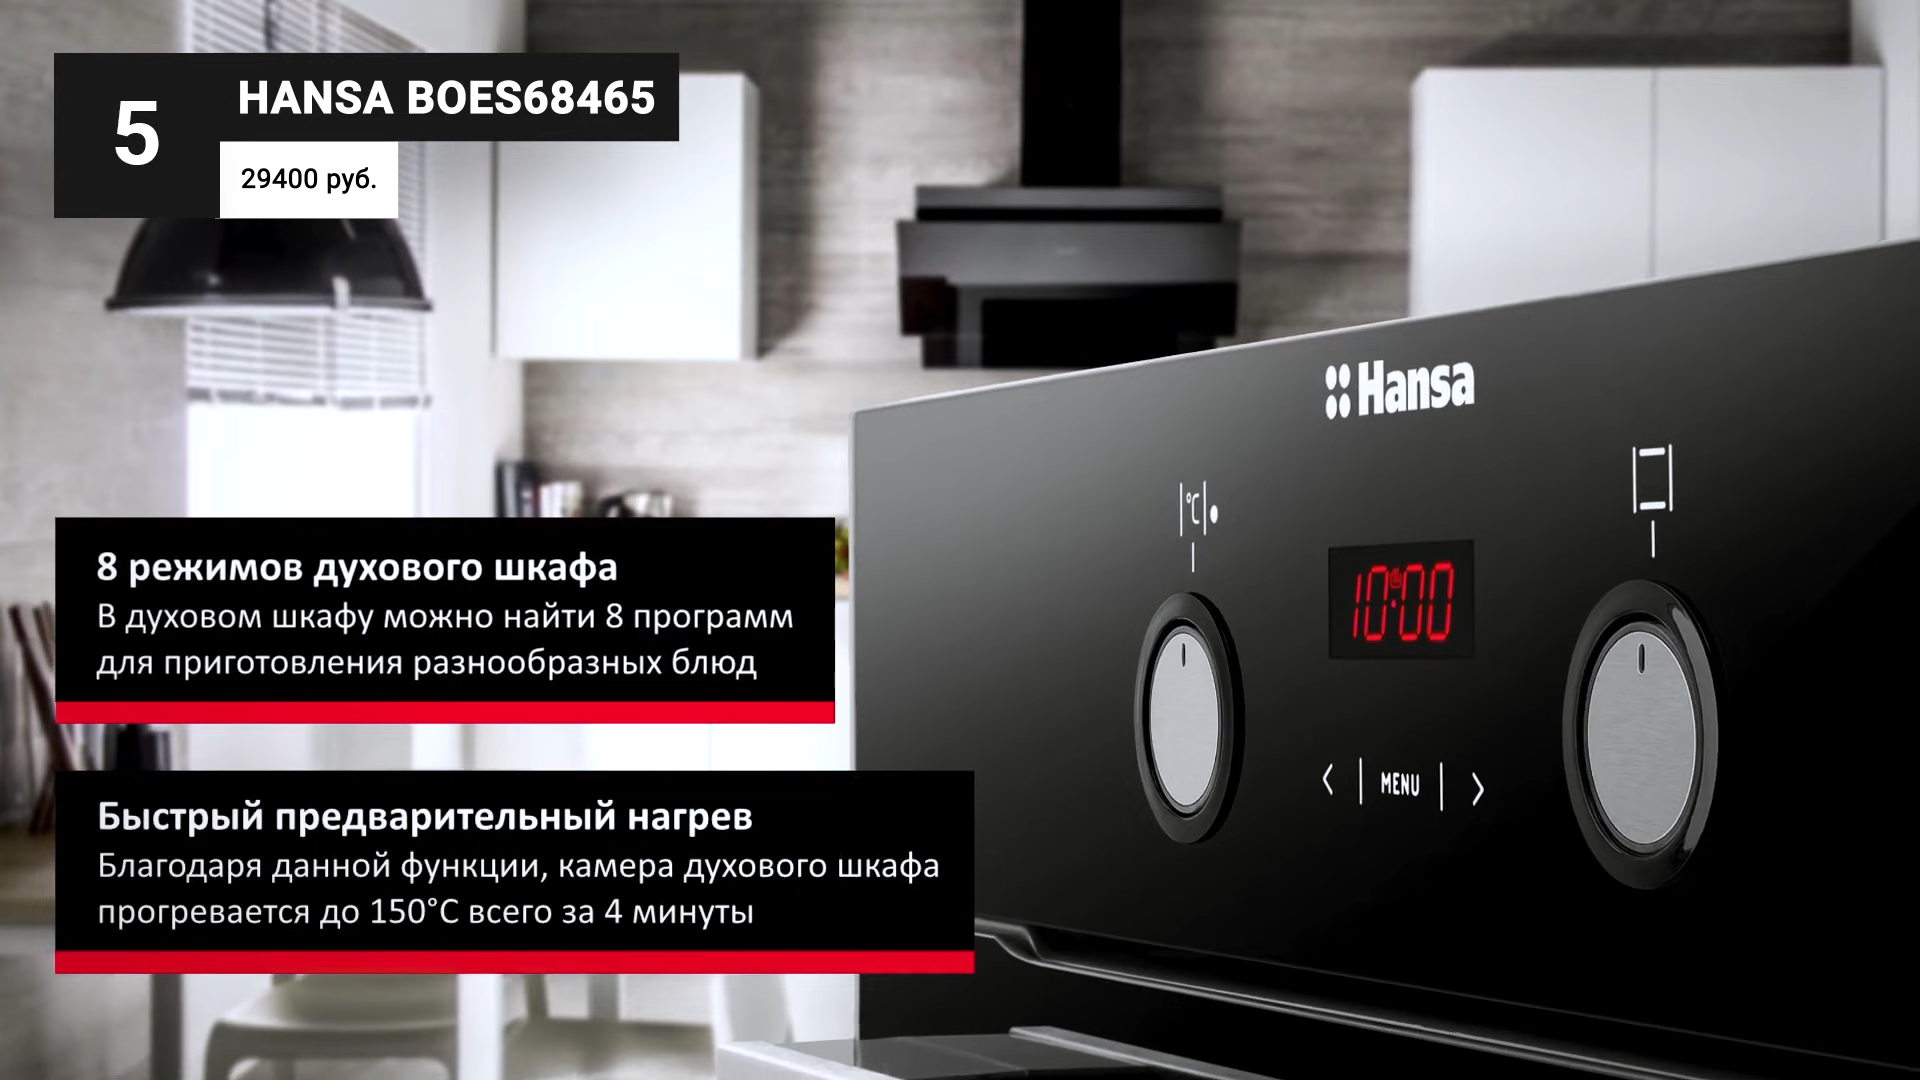 5
HANSA BOES68465
29400 руб.
Hansa
°C
10:00
< | MENU | >
8 режимов духового шкафа
В духовом шкафу можно найти 8 программ
для приготовления разнообразных блюд
Быстрый предварительный нагрев
Благодаря данной функции, камера духового шкафа
прогревается до 150°С всего за 4 минуты